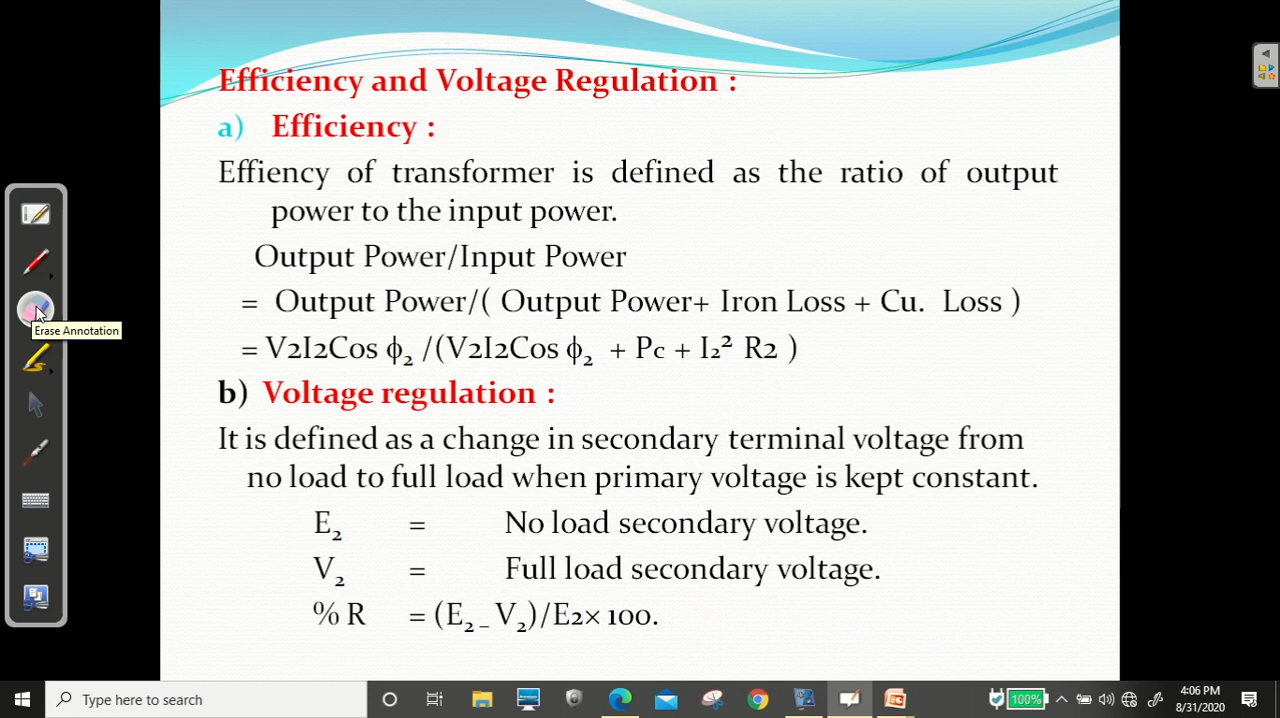 Efficiency and Voltage Regulation :
a) Efficiency :
Effiency of transformer is defined as the ratio of output
power to the input power.
Output Power/Input Power
= Output Power/( Output Power+ Iron Loss + Cu. Loss )
= V2I2Cos ϕ₂ /(V2I2Cos ϕ₂ + Pc + I₂² R2 )
b) Voltage regulation :
It is defined as a change in secondary terminal voltage from
no load to full load when primary voltage is kept constant.
E₂ = No load secondary voltage.
V₂ = Full load secondary voltage.
% R = (E₂ – V₂)/E2× 100.
Erase Annotation
Type here to search
100%
4:06 PM
8/31/2020